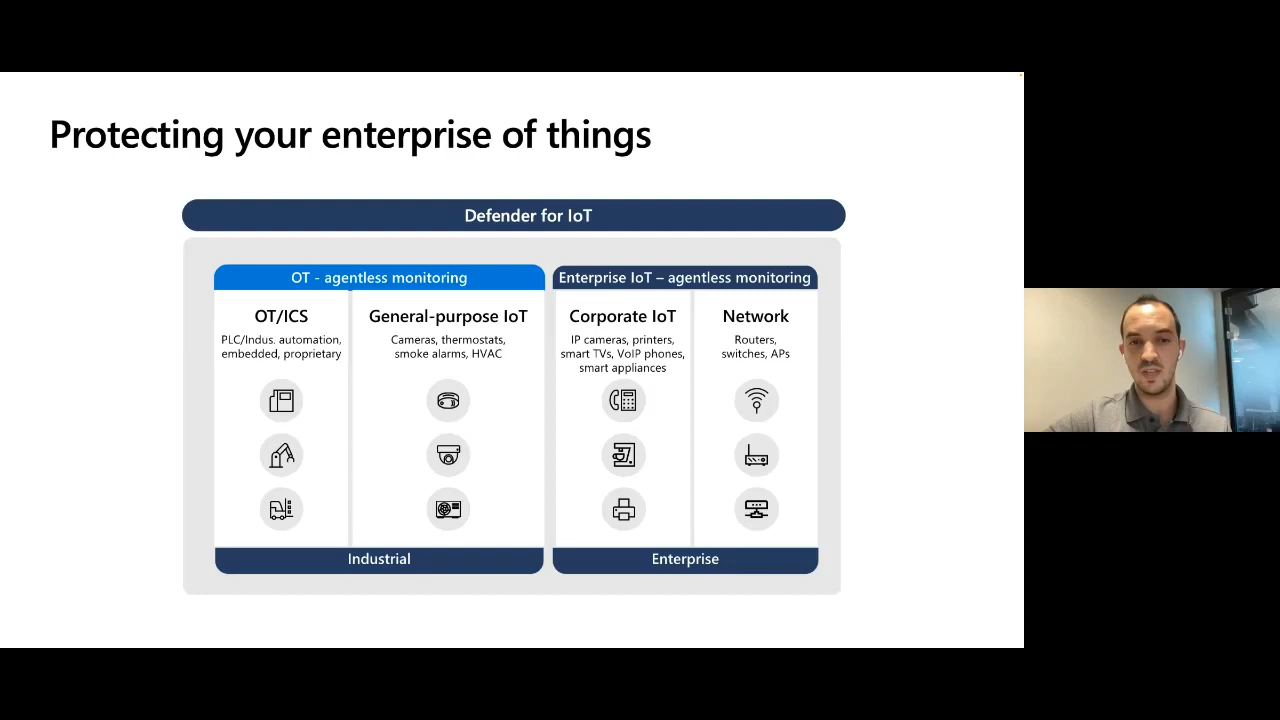 Protecting your enterprise of things
Defender for IoT
OT - agentless monitoring
Enterprise IoT – agentless monitoring
OT/ICS
PLC/Indus. automation,
embedded, proprietary
General-purpose IoT
Cameras, thermostats,
smoke alarms, HVAC
Corporate IoT
IP cameras, printers,
smart TVs, VoIP phones,
smart appliances
Network
Routers,
switches, APs
Industrial
Enterprise